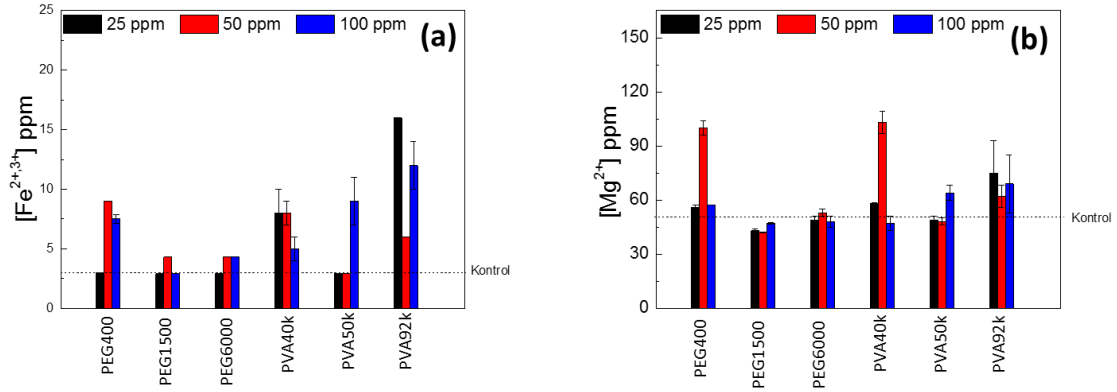 25 ppm 50 ppm 100 ppm
(a)
[Fe2+,3+] ppm
25
20
15
10
5
0
Kontrol
PEG400
PEG1500
PEG6000
PVA40k
PVA50k
PVA92k
25 ppm 50 ppm 100 ppm
(b)
[Mg2+] ppm
150
120
90
60
30
0
Kontrol
PEG400
PEG1500
PEG6000
PVA40k
PVA50k
PVA92k